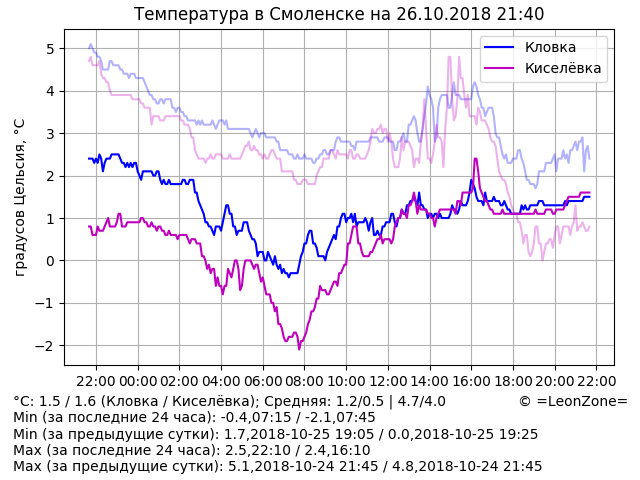 Температура в Смоленске на 26.10.2018 21:40
градусов Цельсия, °C
5
4
3
2
1
0
−1
−2
Кловка
Киселёвка
22:00 00:00 02:00 04:00 06:00 08:00 10:00 12:00 14:00 16:00 18:00 20:00 22:00
°C: 1.5 / 1.6 (Кловка / Киселёвка); Средняя: 1.2/0.5 | 4.7/4.0
© =LeonZone=
Min (за последние 24 часа): -0.4,07:15 / -2.1,07:45
Min (за предыдущие сутки): 1.7,2018-10-25 19:05 / 0.0,2018-10-25 19:25
Max (за последние 24 часа): 2.5,22:10 / 2.4,16:10
Max (за предыдущие сутки): 5.1,2018-10-24 21:45 / 4.8,2018-10-24 21:45